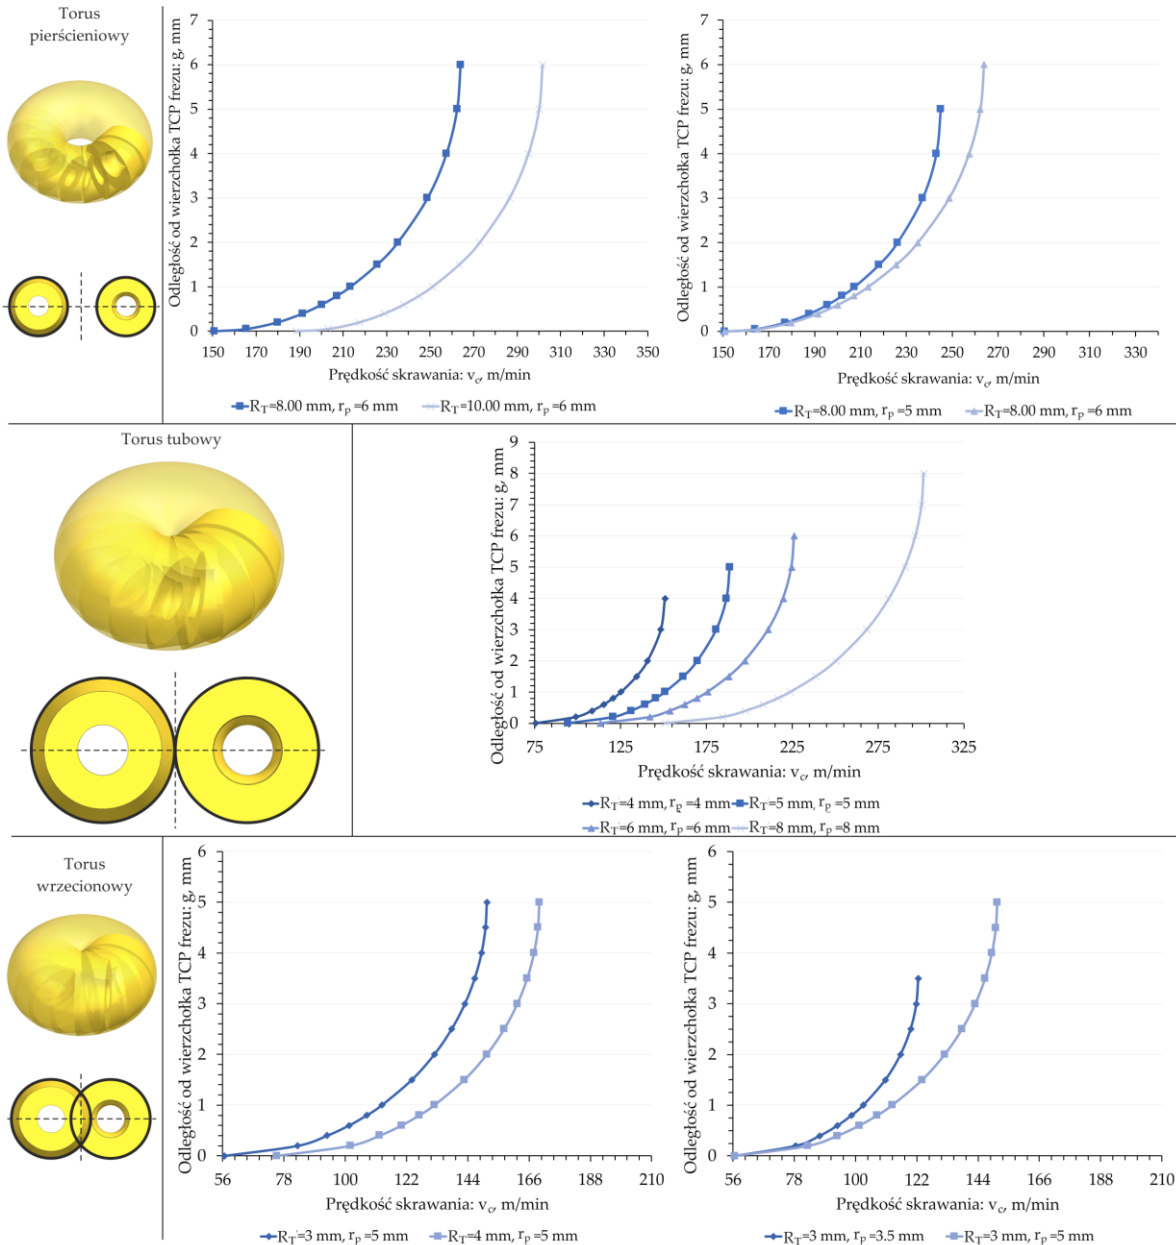 Torus
pierścieniowy
Odległość od wierzchołka TCP frezu: g, mm
7
6
5
4
3
2
1
0
150 170 190 210 230 250 270 290 310 330 350
Prędkość skrawania: vc, m/min
RT=8.00 mm, rp=6 mm RT=10.00 mm, rp=6 mm
Odległość od wierzchołka TCP frezu: g, mm
7
6
5
4
3
2
1
0
150 170 190 210 230 250 270 290 310 330
Prędkość skrawania: vc, m/min
RT=8.00 mm, rp=5 mm RT=8.00 mm, rp=6 mm
Torus tubowy
Odległość od wierzchołka TCP frezu: g, mm
9
8
7
6
5
4
3
2
1
0
75 125 175 225 275 325
Prędkość skrawania: vc, m/min
RT=4 mm, rp=4 mm RT=5 mm, rp=5 mm
RT=6 mm, rp=6 mm RT=8 mm, rp=8 mm
Torus
wrzecionowy
Odległość od wierzchołka TCP frezu: g, mm
6
5
4
3
2
1
0
56 78 100 122 144 166 188 210
Prędkość skrawania: vc, m/min
RT=3 mm, rp=5 mm RT=4 mm, rp=5 mm
Odległość od wierzchołka TCP frezu: g, mm
6
5
4
3
2
1
0
56 78 100 122 144 166 188 210
Prędkość skrawania: vc, m/min
RT=3 mm, rp=3.5 mm RT=3 mm, rp=5 mm